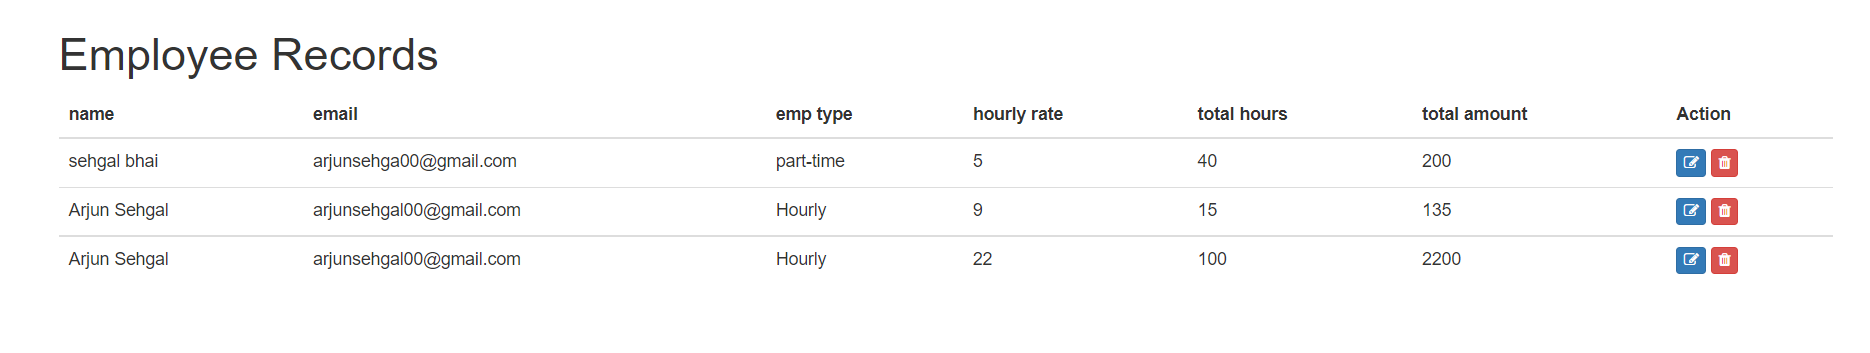 Employee Records
name email emp type hourly rate total hours total amount Action
sehgal bhai arjunsehga00@gmail.com part-time 5 40 200
Arjun Sehgal arjunsehgal00@gmail.com Hourly 9 15 135
Arjun Sehgal arjunsehgal00@gmail.com Hourly 22 100 2200